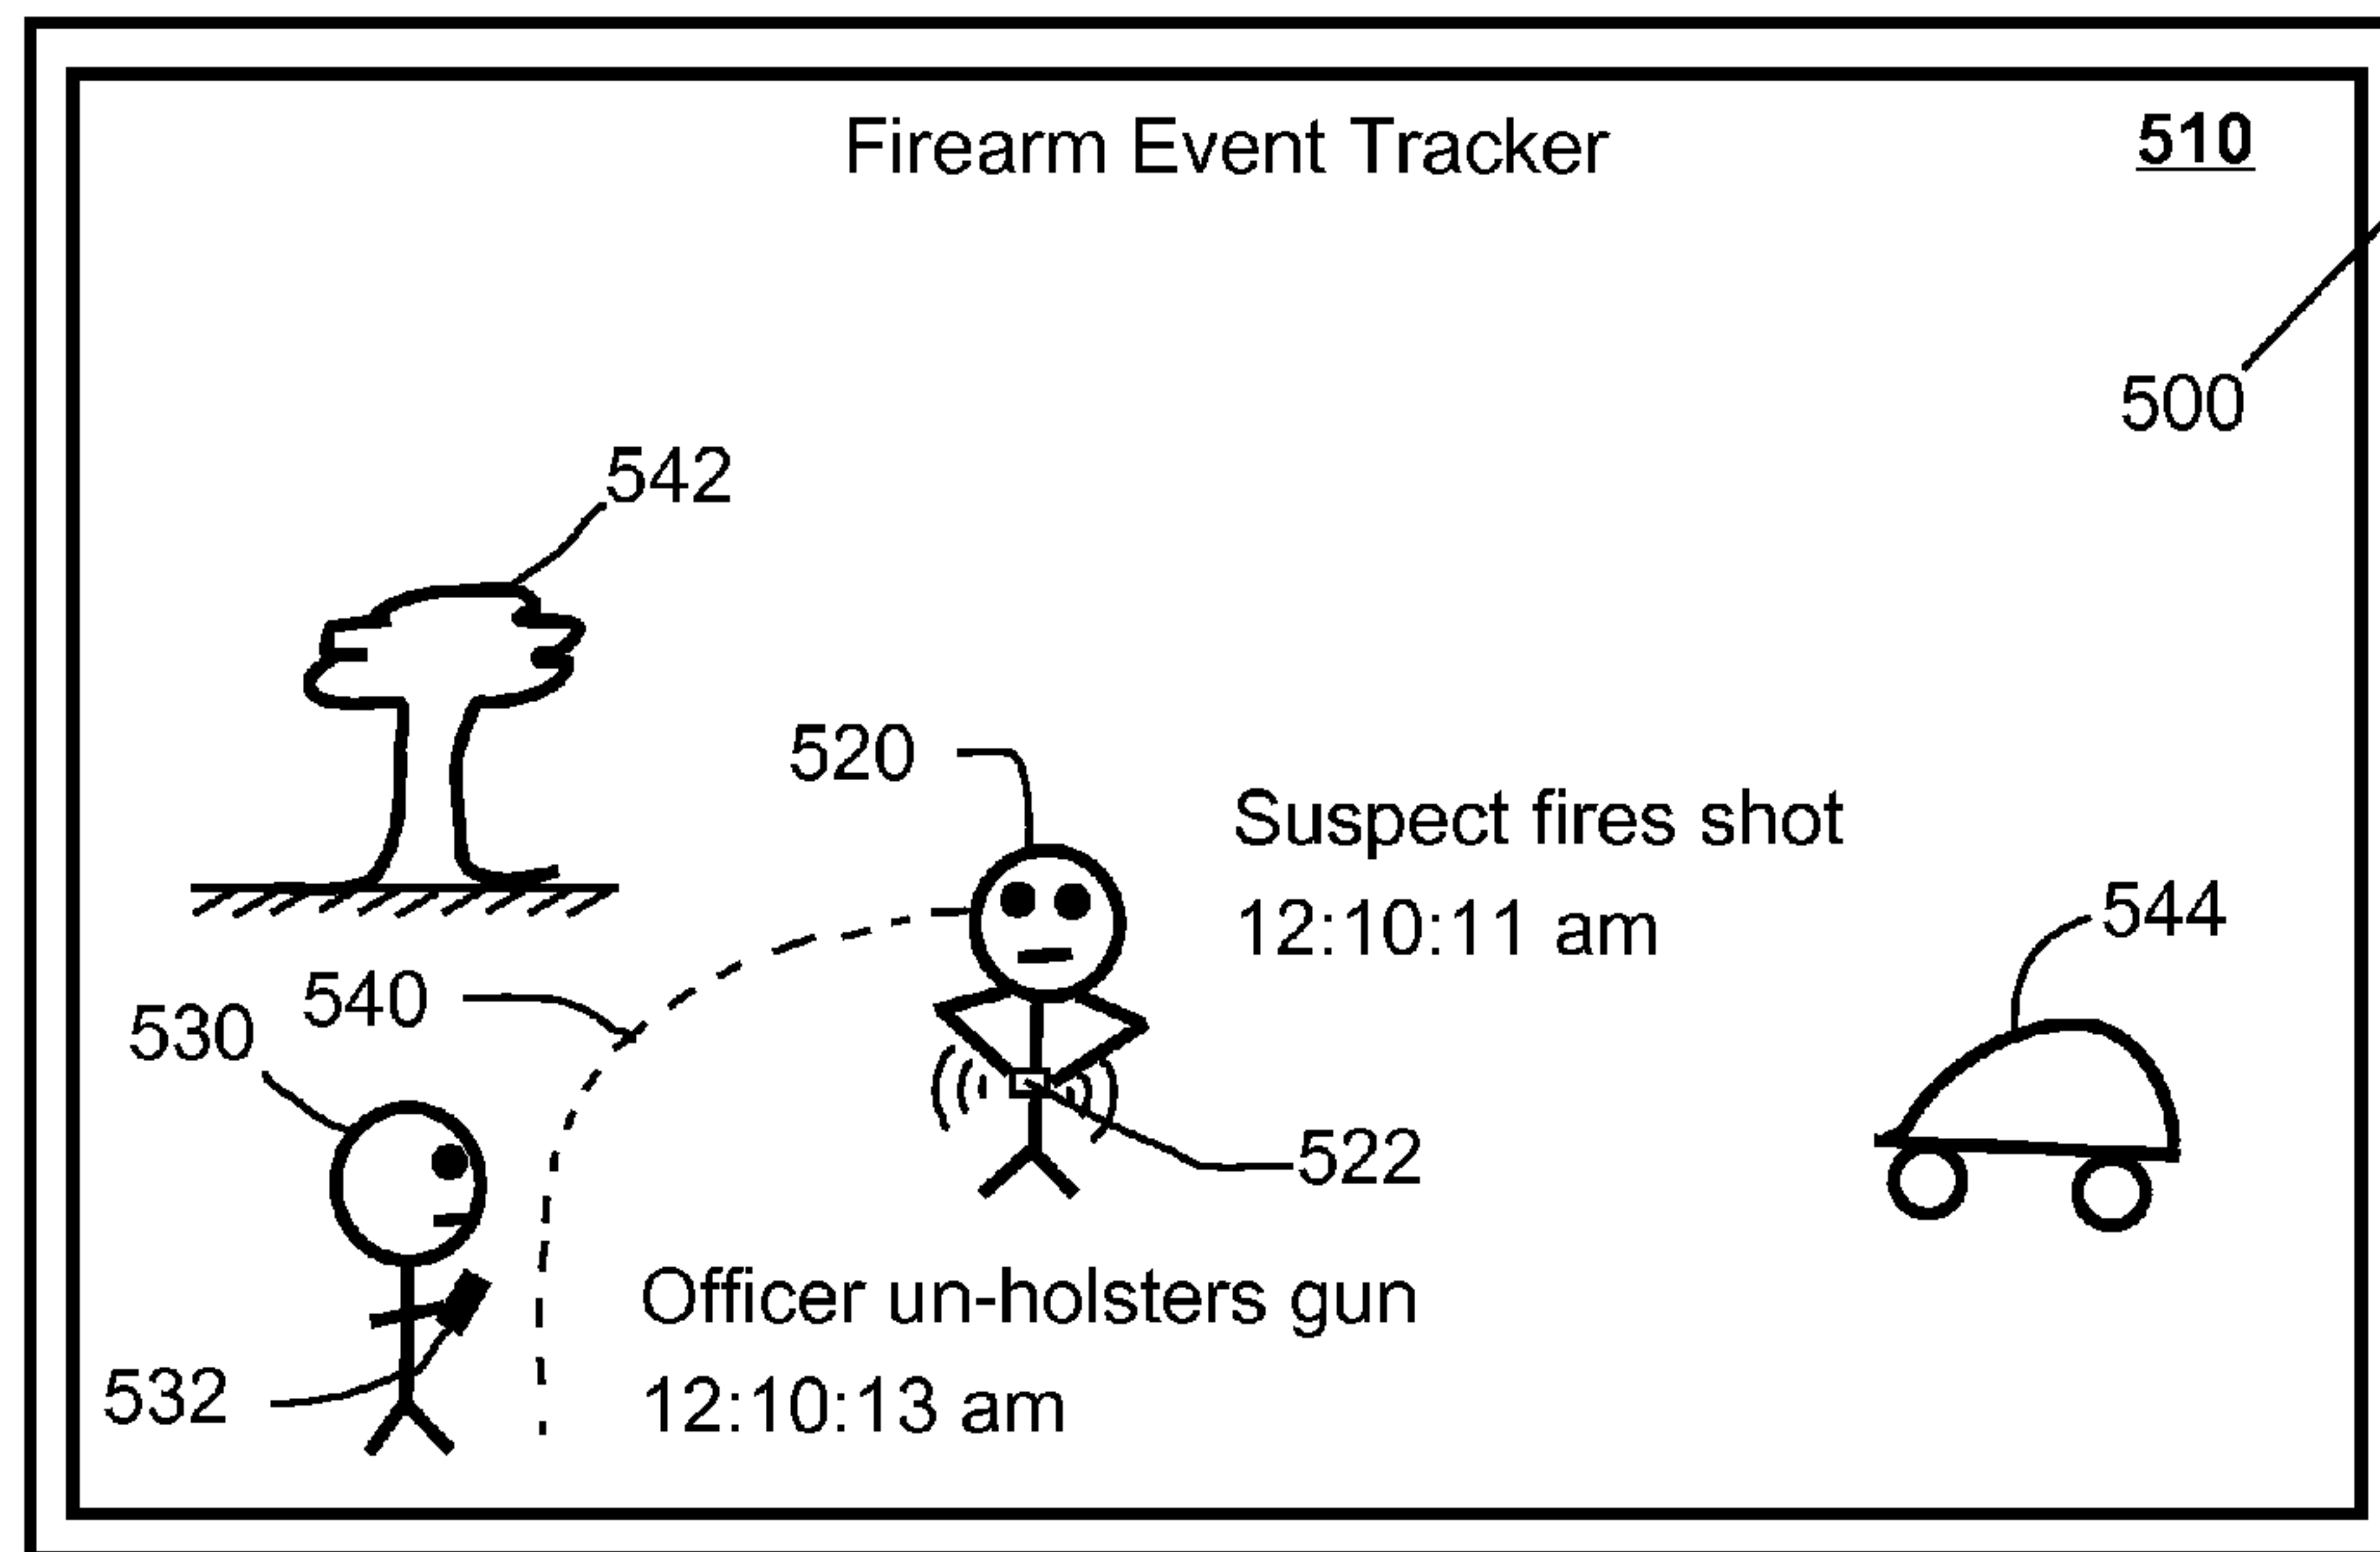 Firearm Event Tracker
510
500
542
520
Suspect fires shot
12:10:11 am
544
540
530
522
Officer un-holsters gun
12:10:13 am
532